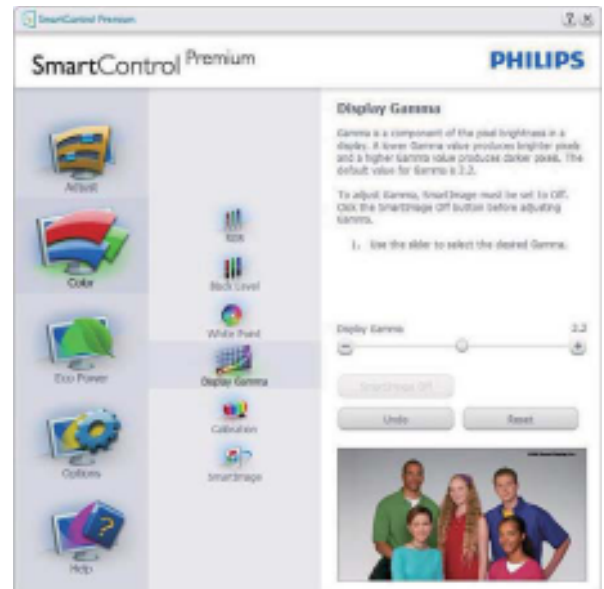 SmartControl Premium
SmartControl Premium
PHILIPS
Adjust
Color
Eco Power
Options
Help
RGB
Black Level
White Point
Display Gamma
Calibration
SmartImage
Display Gamma
Gamma is a component of the pixel brightness in a
display. A lower Gamma value produces brighter pixels
and a higher Gamma value produces darker pixels. The
default value for Gamma is 2.2.
To adjust Gamma, SmartImage must be set to Off.
Click the SmartImage Off button before adjusting
Gamma.
1. Use the slider to select the desired Gamma.
Display Gamma 2.2
SmartImage Off
Undo Reset